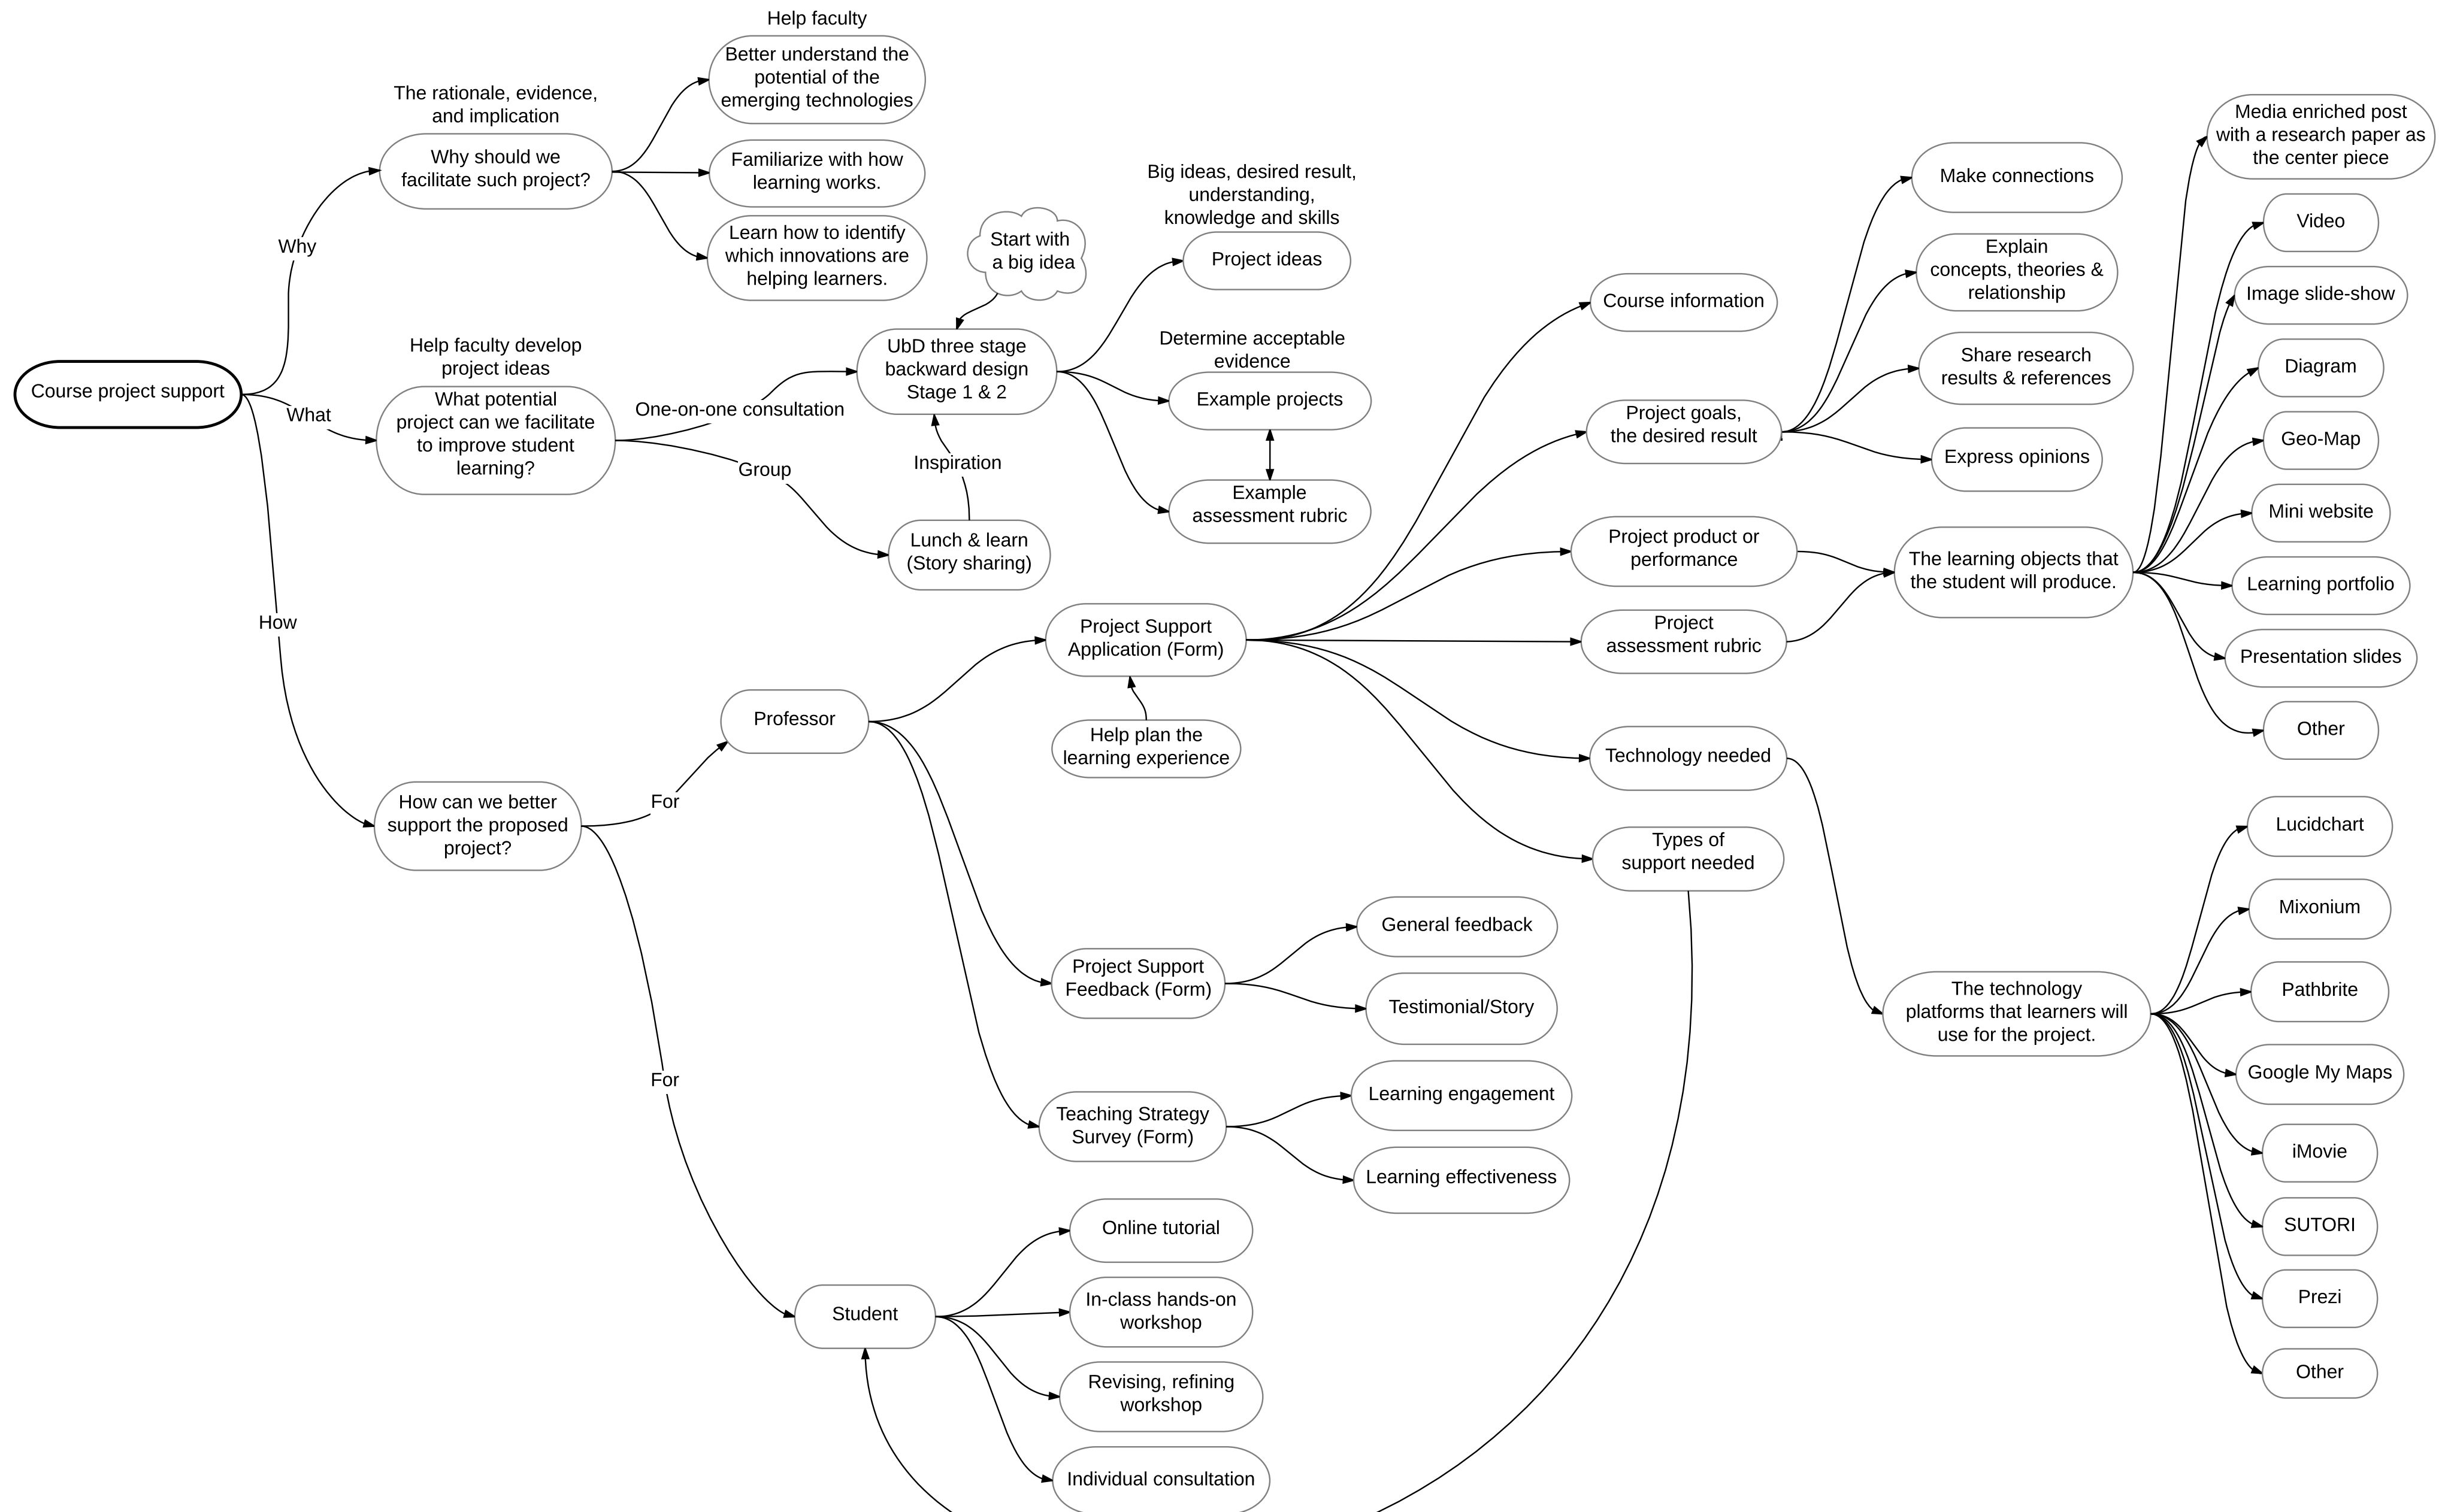 Help faculty
Better understand the
potential of the
emerging technologies
The rationale, evidence,
and implication
Why should we
facilitate such project?
Familiarize with how
learning works.
Learn how to identify
which innovations are
helping learners.
Why
Course project support
What
How
Help faculty develop
project ideas
What potential
project can we facilitate
to improve student
learning?
One-on-one consultation
Group
Start with
a big idea
UbD three stage
backward design
Stage 1 & 2
Inspiration
Lunch & learn
(Story sharing)
Big ideas, desired result,
understanding,
knowledge and skills
Project ideas
Determine acceptable
evidence
Example projects
Example
assessment rubric
How can we better
support the proposed
project?
For
For
Professor
Project Support
Application (Form)
Help plan the
learning experience
Course information
Project goals,
the desired result
Make connections
Explain
concepts, theories &
relationship
Share research
results & references
Express opinions
Project product or
performance
Project
assessment rubric
The learning objects that
the student will produce.
Media enriched post
with a research paper as
the center piece
Video
Image slide-show
Diagram
Geo-Map
Mini website
Learning portfolio
Presentation slides
Other
Technology needed
Types of
support needed
The technology
platforms that learners will
use for the project.
Lucidchart
Mixonium
Pathbrite
Google My Maps
iMovie
SUTORI
Prezi
Other
Project Support
Feedback (Form)
General feedback
Testimonial/Story
Teaching Strategy
Survey (Form)
Learning engagement
Learning effectiveness
Student
Online tutorial
In-class hands-on
workshop
Revising, refining
workshop
Individual consultation